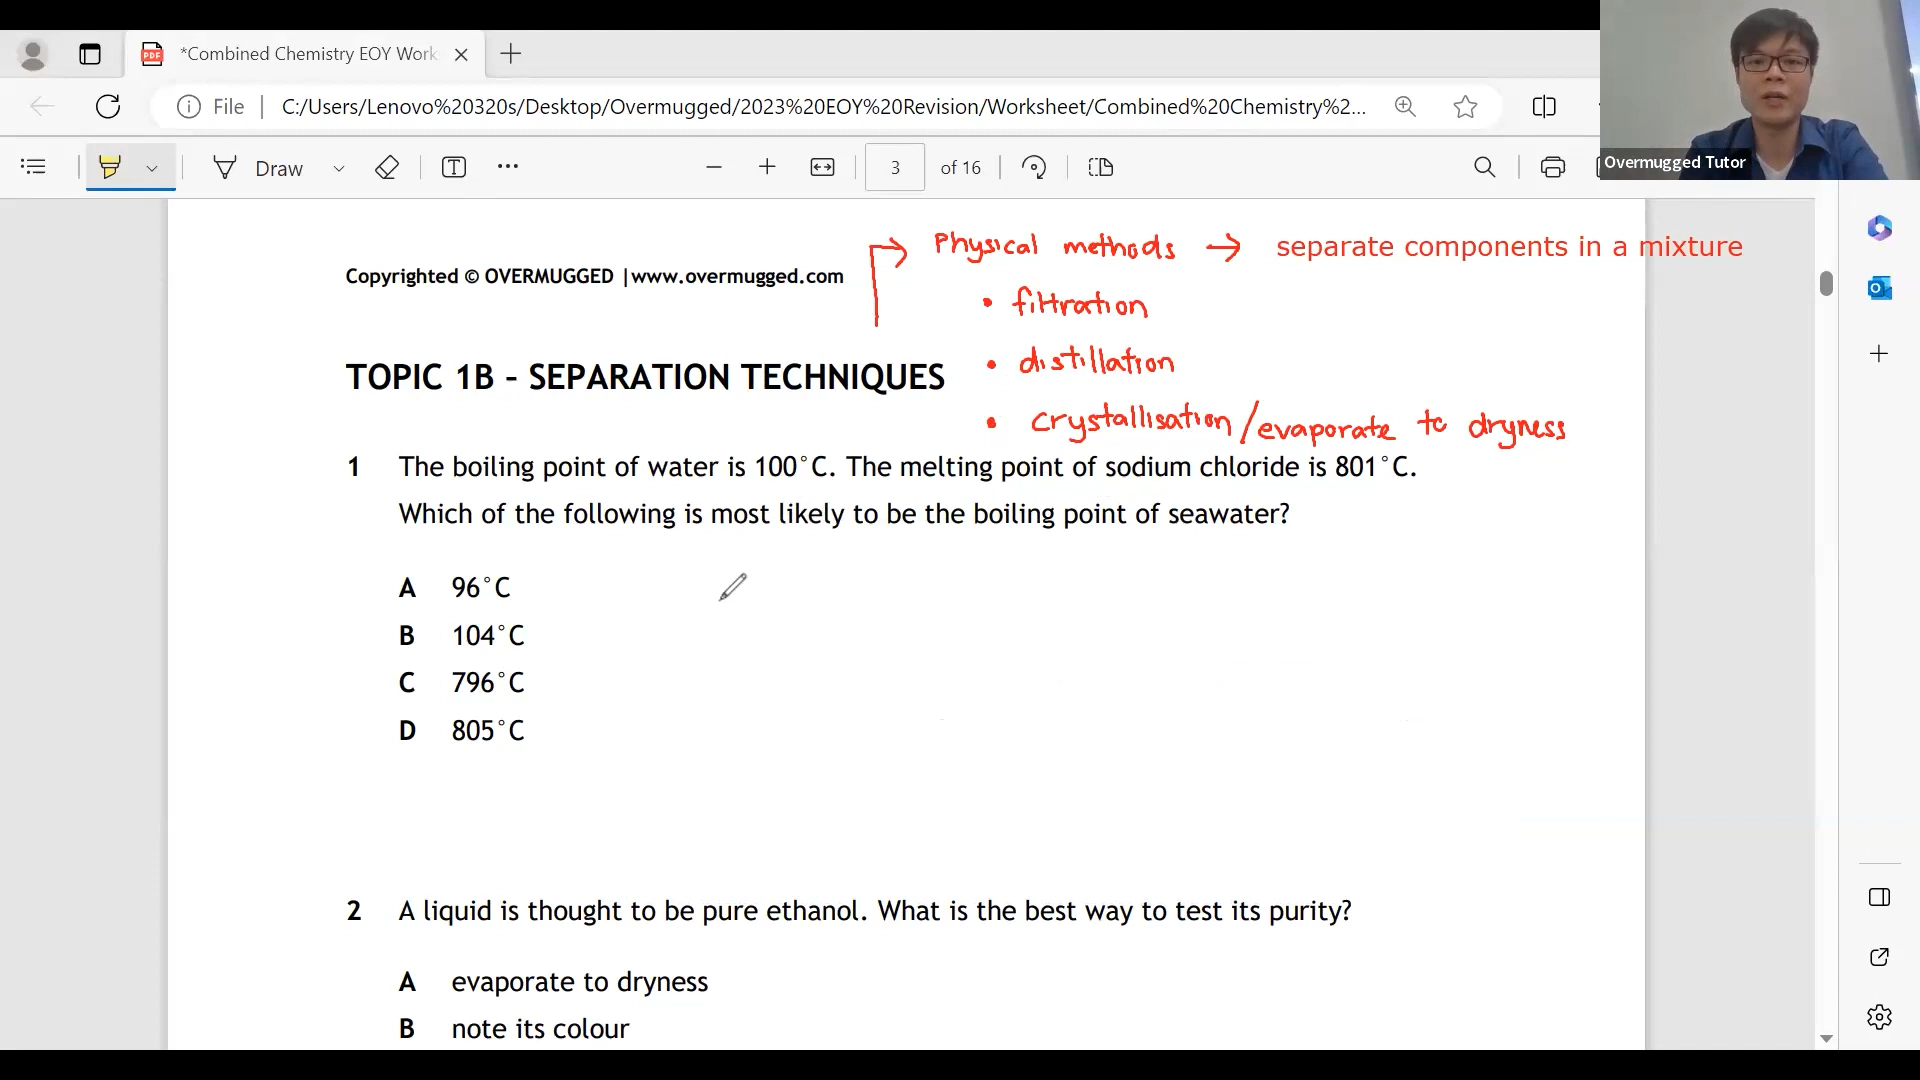 *Combined Chemistry EOY Work
File
C:/Users/Lenovo%20320s/Desktop/Overmugged/2023%20EOY%20Revision/Worksheet/Combined%20Chemistry%2...
Draw
3 of 16
Overmugged Tutor
Physical methods → separate components in a mixture
Copyrighted © OVERMUGGED |www.overmugged.com
• filtration
• distillation
TOPIC 1B - SEPARATION TECHNIQUES
• crystallisation/evaporate to dryness
1 The boiling point of water is 100°C. The melting point of sodium chloride is 801°C.
Which of the following is most likely to be the boiling point of seawater?
A 96°C
B 104°C
C 796°C
D 805°C
2 A liquid is thought to be pure ethanol. What is the best way to test its purity?
A evaporate to dryness
B note its colour